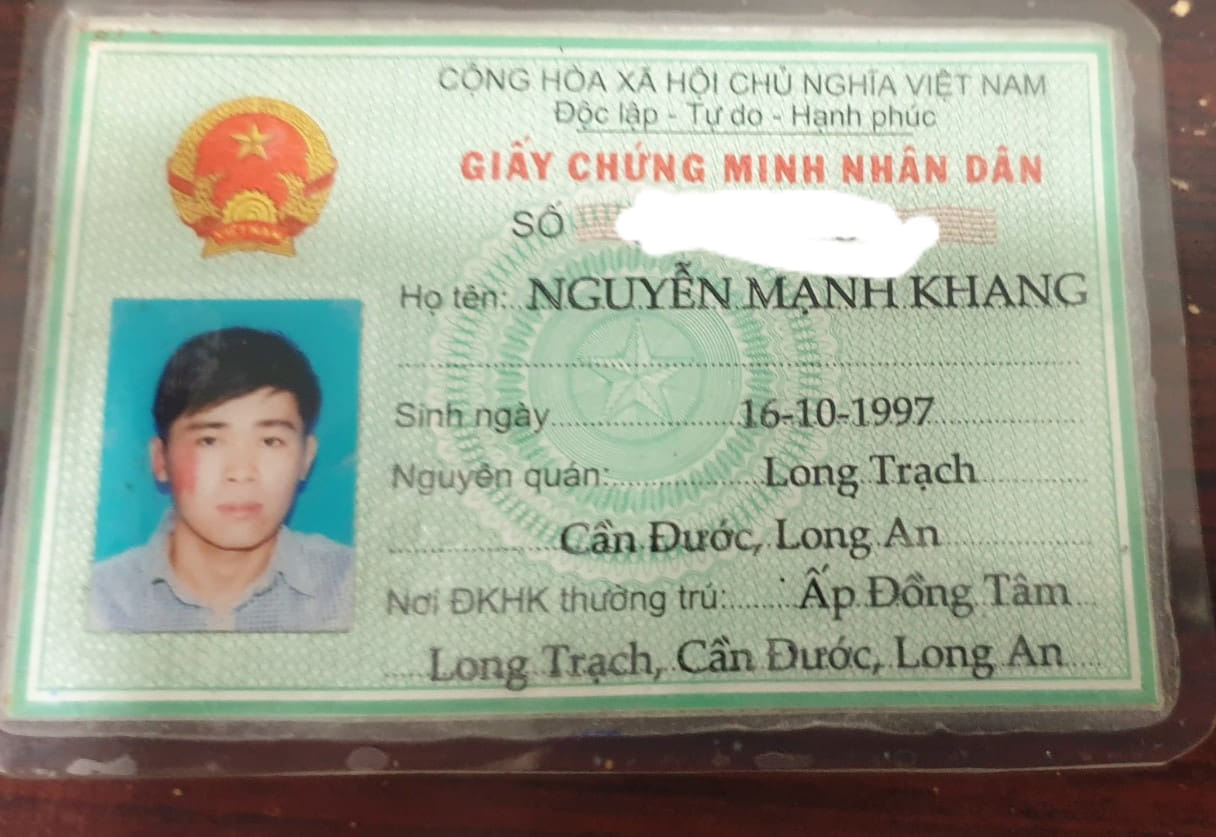 CỘNG HÒA XÃ HỘI CHỦ NGHĨA VIỆT NAM
Độc lập - Tự do - Hạnh phúc
GIẤY CHỨNG MINH NHÂN DÂN
SỐ
VIỆT NAM
Họ tên: NGUYỄN MẠNH KHANG
Sinh ngày 16-10-1997
Nguyên quán: Long Trạch
Cần Đước, Long An
Nơi ĐKHK thường trú: Ấp Đồng Tâm
Long Trạch, Cần Đước, Long An